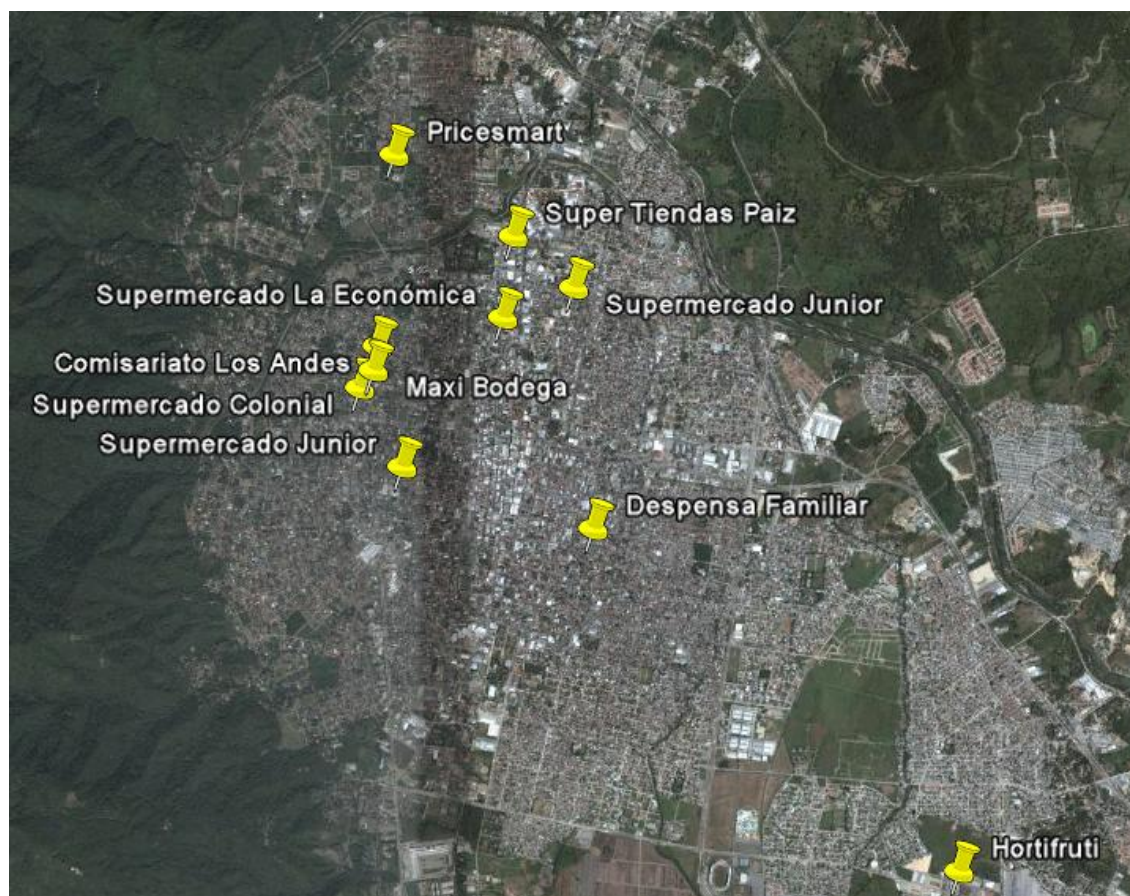 Pricesmart
Super Tiendas Paiz
Supermercado La Económica
Supermercado Junior
Comisariato Los Andes
Maxi Bodega
Supermercado Colonial
Supermercado Junior
Despensa Familiar
Hortifruti